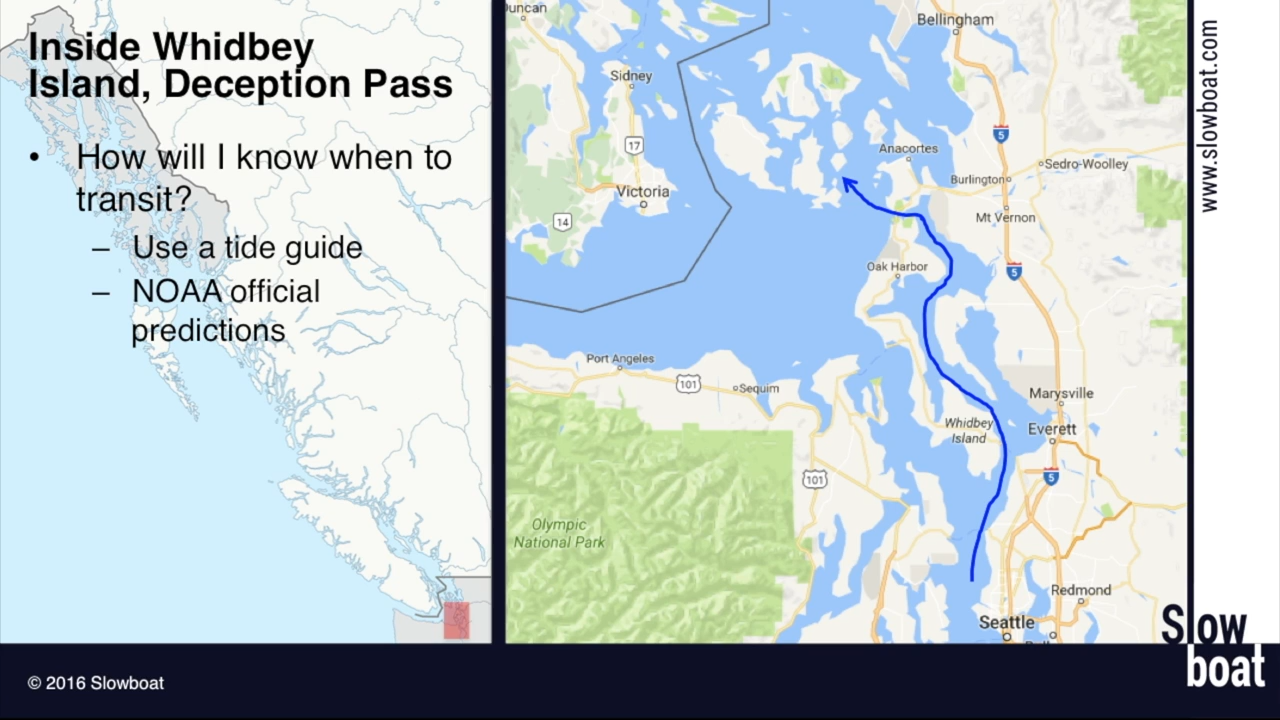 Inside Whidbey
Island, Deception Pass
• How will I know when to
transit?
– Use a tide guide
– NOAA official
predictions
Duncan
Bellingham
Sidney
5
17
Anacortes
Sedro-Woolley
Burlington
Victoria
Mt Vernon
14
Oak Harbor
5
Port Angeles
101
Sequim
Marysville
Whidbey
Island
Everett
101
5
Olympic
National Park
Redmond
Seattle
www.slowboat.com
Slow
boat
© 2016 Slowboat